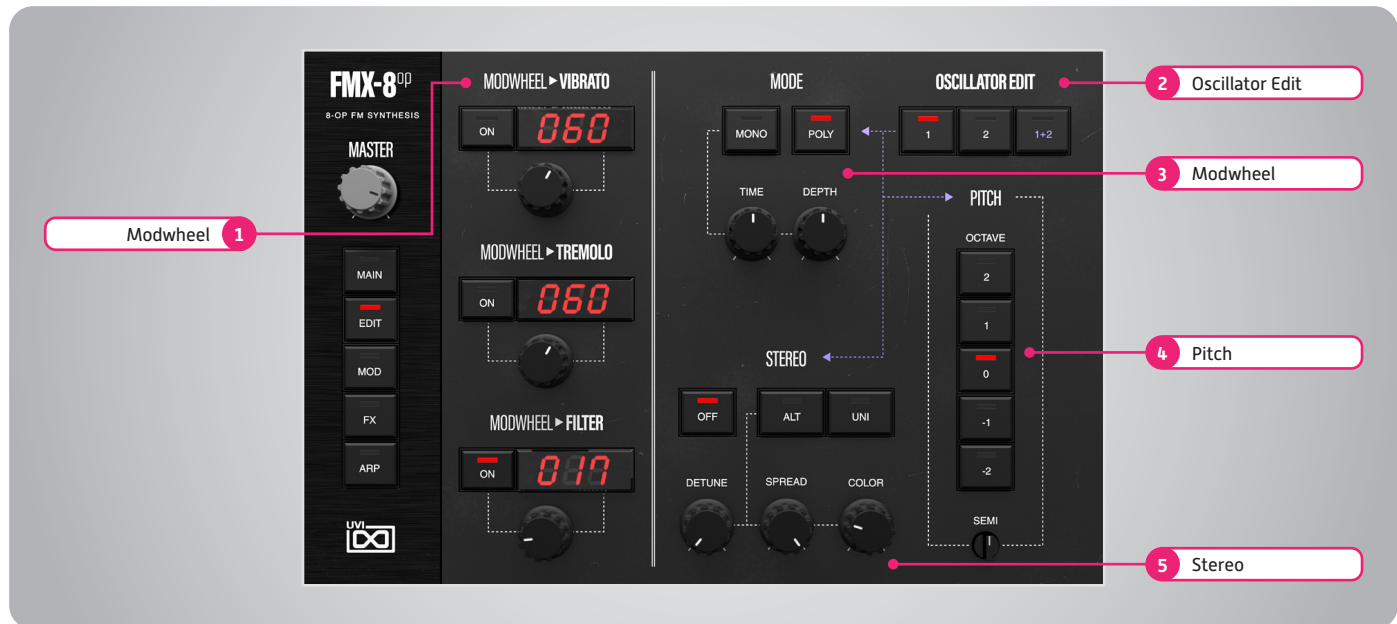 FMX-8op
8-OP FM SYNTHESIS
MASTER
MAIN
EDIT
MOD
FX
ARP
UVI
Modwheel 1
MODWHEEL ▸ VIBRATO
ON 060
MODWHEEL ▸ TREMOLO
ON 060
MODWHEEL ▸ FILTER
ON 017
MODE
MONO POLY
TIME DEPTH
OSCILLATOR EDIT
1 2 1+2
PITCH
OCTAVE
2
1
0
-1
-2
SEMI
STEREO
OFF ALT UNI
DETUNE SPREAD COLOR
2 Oscillator Edit
3 Modwheel
4 Pitch
5 Stereo